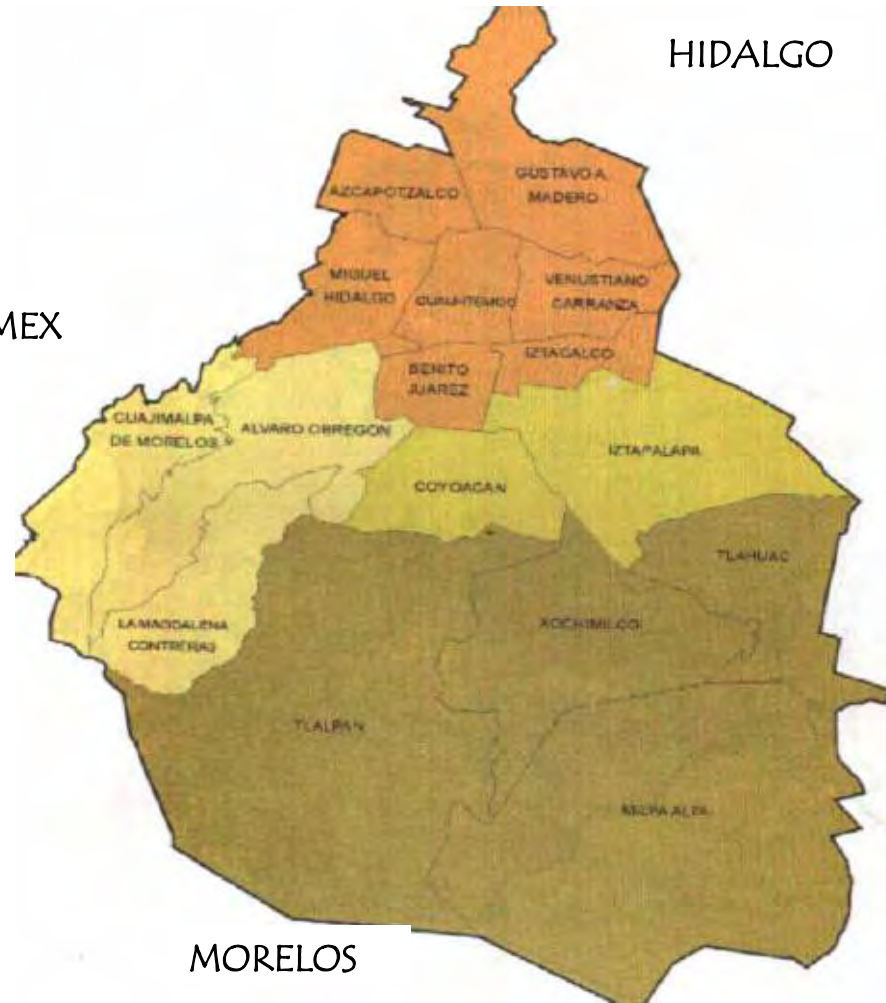 HIDALGO
GUSTAVO A.
MADERO
AZCAPOTZALCO
MIGUEL
HIDALGO
CUAUHTEMOC
VENUSTIANO
CARRANZA
MEX
IZTACALCO
BENITO
JUAREZ
CUAJIMALPA
DE MORELOS
ALVARO OBREGON
IZTAPALAPA
COYOACAN
TLAHUAC
LA MAGDALENA
CONTRERAS
XOCHIMILCO
TLALPAN
MILPA ALTA
MORELOS